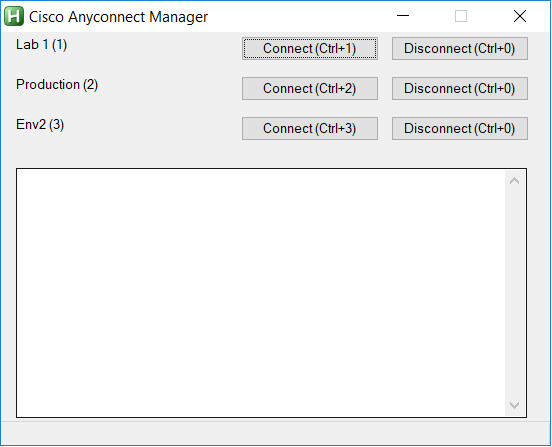 H Cisco Anyconnect Manager
Lab 1 (1) Connect (Ctrl+1) Disconnect (Ctrl+0)
Production (2) Connect (Ctrl+2) Disconnect (Ctrl+0)
Env2 (3) Connect (Ctrl+3) Disconnect (Ctrl+0)